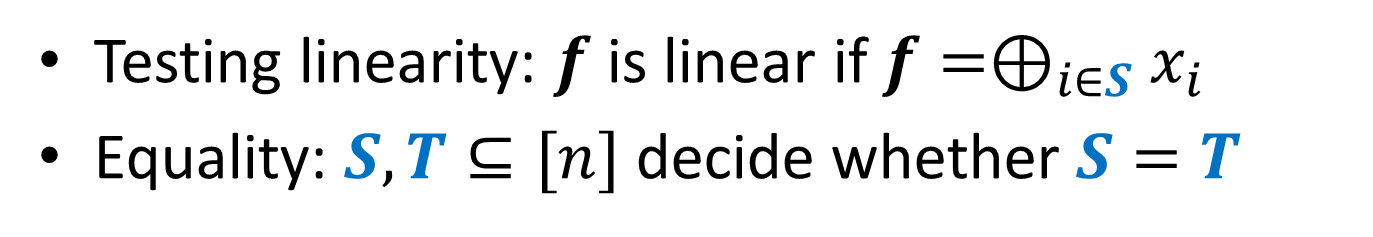 • Testing linearity: f is linear if f =⊕_{i∈S} x_i
• Equality: S, T ⊆ [n] decide whether S = T